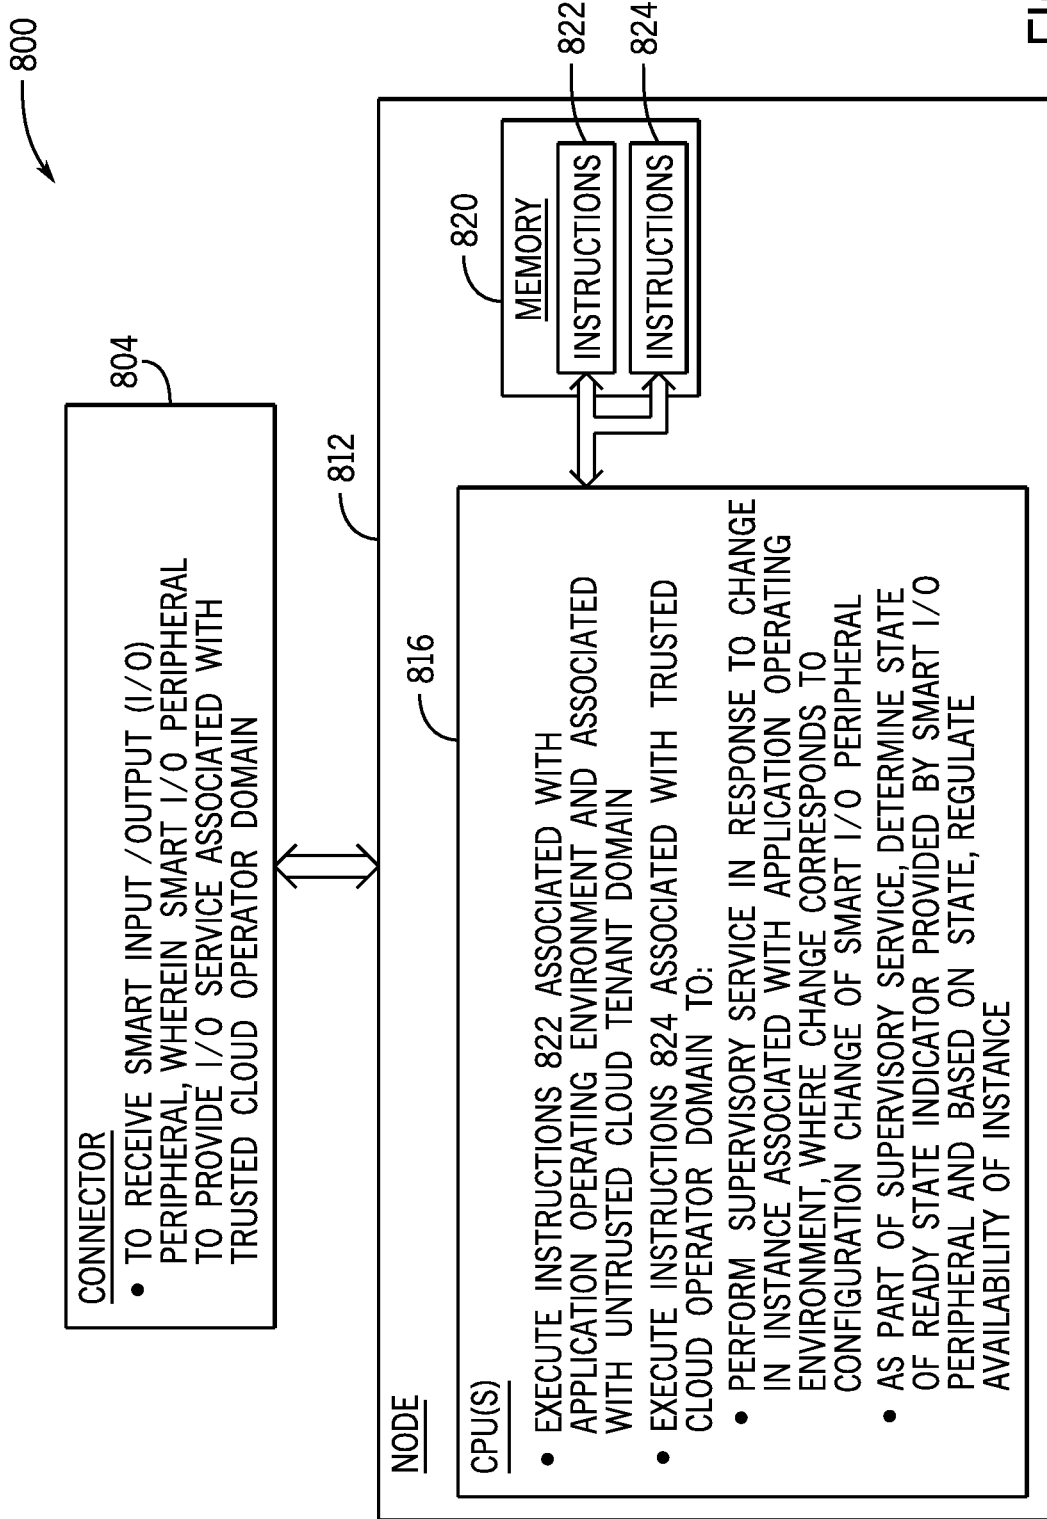 800
CONNECTOR
804
• TO RECEIVE SMART INPUT /OUTPUT (I/O)
PERIPHERAL, WHEREIN SMART I/O PERIPHERAL
TO PROVIDE I/O SERVICE ASSOCIATED WITH
TRUSTED CLOUD OPERATOR DOMAIN
NODE
812
CPU(S)
816
• EXECUTE INSTRUCTIONS 822 ASSOCIATED WITH
APPLICATION OPERATING ENVIRONMENT AND ASSOCIATED
WITH UNTRUSTED CLOUD TENANT DOMAIN
• EXECUTE INSTRUCTIONS 824 ASSOCIATED WITH TRUSTED
CLOUD OPERATOR DOMAIN TO:
• PERFORM SUPERVISORY SERVICE IN RESPONSE TO CHANGE
IN INSTANCE ASSOCIATED WITH APPLICATION OPERATING
ENVIRONMENT, WHERE CHANGE CORRESPONDS TO
CONFIGURATION CHANGE OF SMART I/O PERIPHERAL
• AS PART OF SUPERVISORY SERVICE, DETERMINE STATE
OF READY STATE INDICATOR PROVIDED BY SMART I/O
PERIPHERAL AND BASED ON STATE, REGULATE
AVAILABILITY OF INSTANCE
820
MEMORY
INSTRUCTIONS
822
INSTRUCTIONS
824